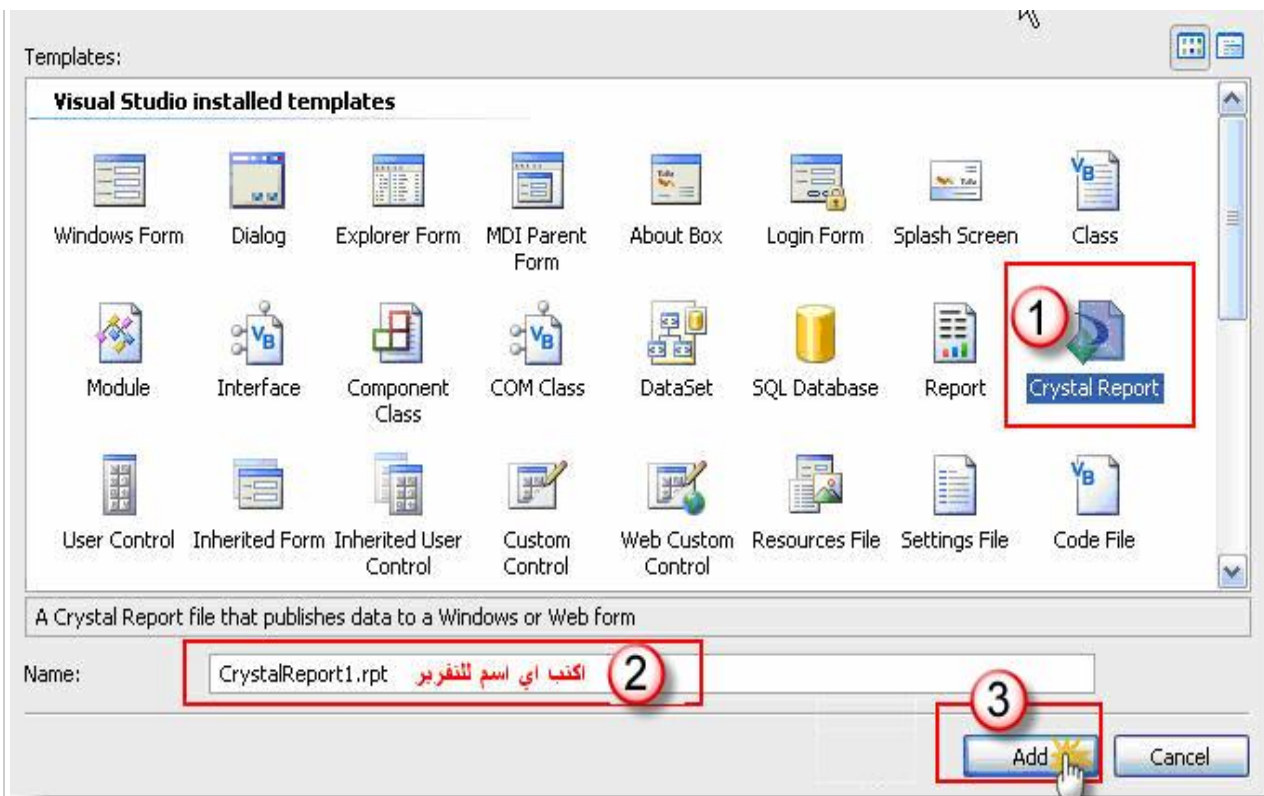 Templates:
Visual Studio installed templates
Windows Form Dialog Explorer Form MDI Parent Form About Box Login Form Splash Screen Class
1
Module Interface Component Class COM Class DataSet SQL Database Report Crystal Report
User Control Inherited Form Inherited User Control Custom Control Web Custom Control Resources File Settings File Code File
A Crystal Report file that publishes data to a Windows or Web form
Name: CrystalReport1.rpt اكتب اي اسم للتقرير 2
3
Add Cancel